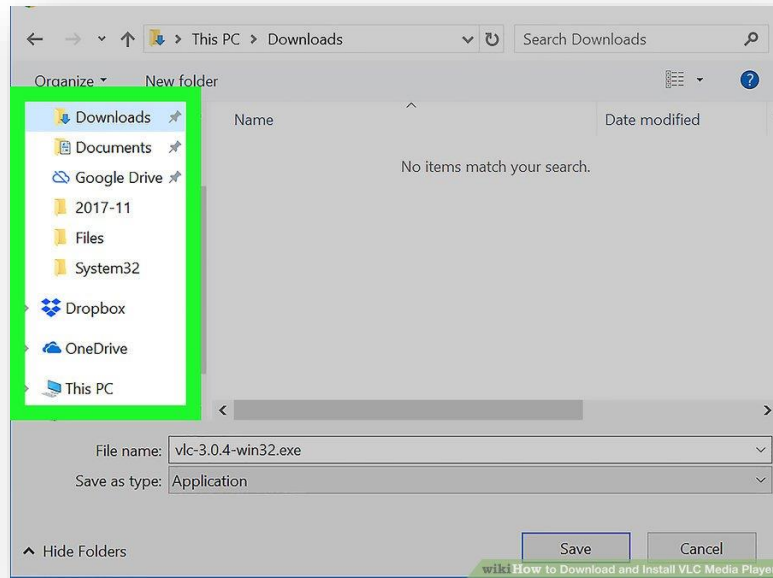 This PC > Downloads
Search Downloads
Organize
New folder
Name
Date modified
Downloads
Documents
Google Drive
2017-11
Files
System32
Dropbox
OneDrive
This PC
No items match your search.
File name: vlc-3.0.4-win32.exe
Save as type: Application
Hide Folders
Save
Cancel
wikiHow to Download and Install VLC Media Playe